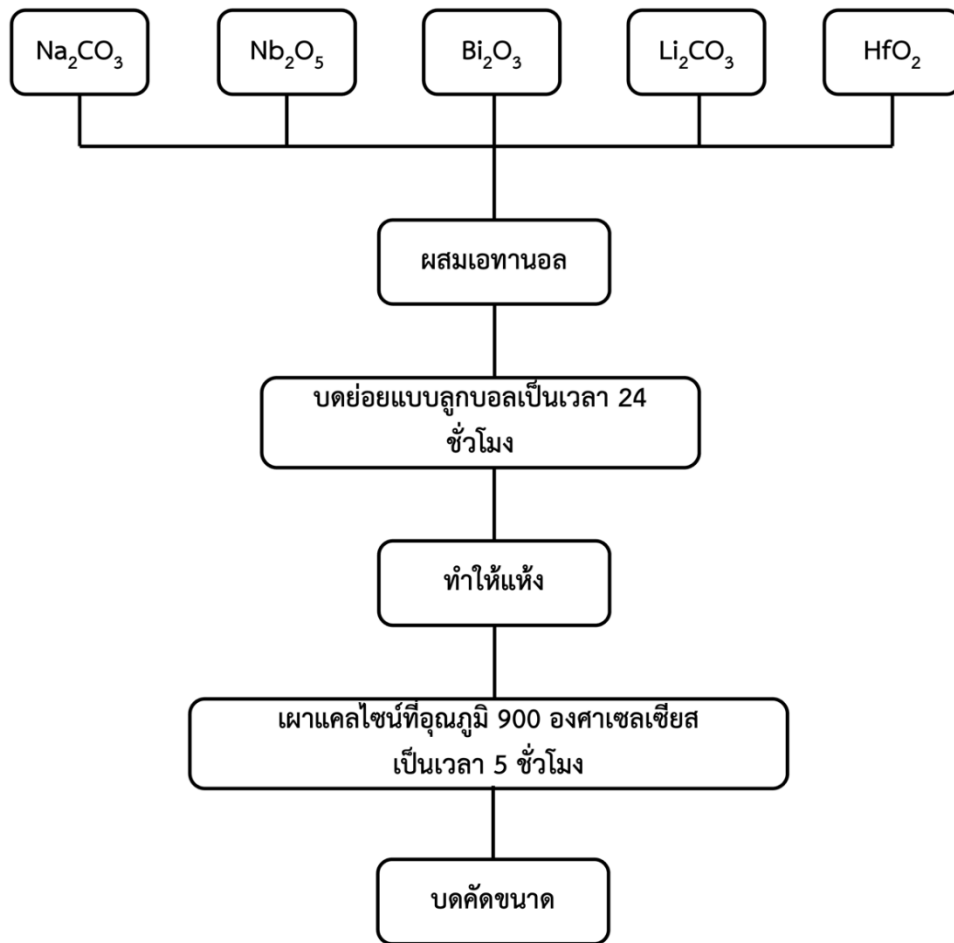 Na₂CO₃
Nb₂O₅
Bi₂O₃
Li₂CO₃
HfO₂
ผสมเอทานอล
บดย่อยแบบลูกบอลเป็นเวลา 24
ชั่วโมง
ทำให้แห้ง
เผาแคลไซน์ที่อุณหภูมิ 900 องศาเซลเซียส
เป็นเวลา 5 ชั่วโมง
บดคัดขนาด